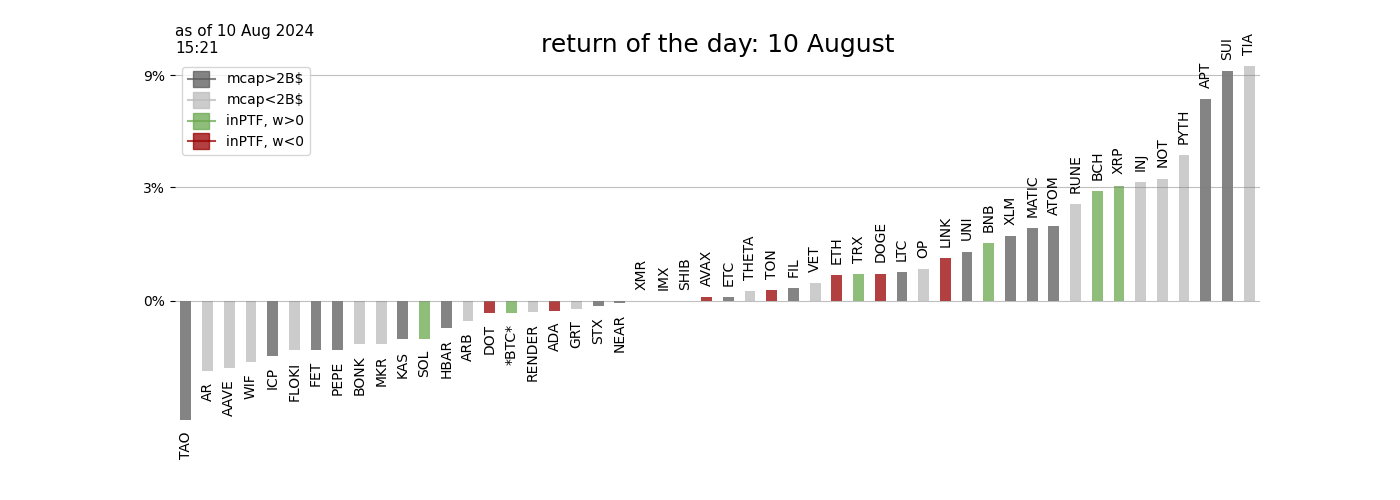 as of 10 Aug 2024
15:21
return of the day: 10 August
mcap>2B$
mcap<2B$
inPTF, w>0
inPTF, w<0
9%
3%
0%
TAO
AR
AAVE
WIF
ICP
FLOKI
FET
PEPE
BONK
MKR
KAS
SOL
HBAR
ARB
DOT
*BTC*
RENDER
ADA
GRT
STX
NEAR
XMR
IMX
SHIB
AVAX
ETC
THETA
TON
FIL
VET
ETH
TRX
DOGE
LTC
OP
LINK
UNI
BNB
XLM
MATIC
ATOM
RUNE
BCH
XRP
INJ
NOT
PYTH
APT
SUI
TIA